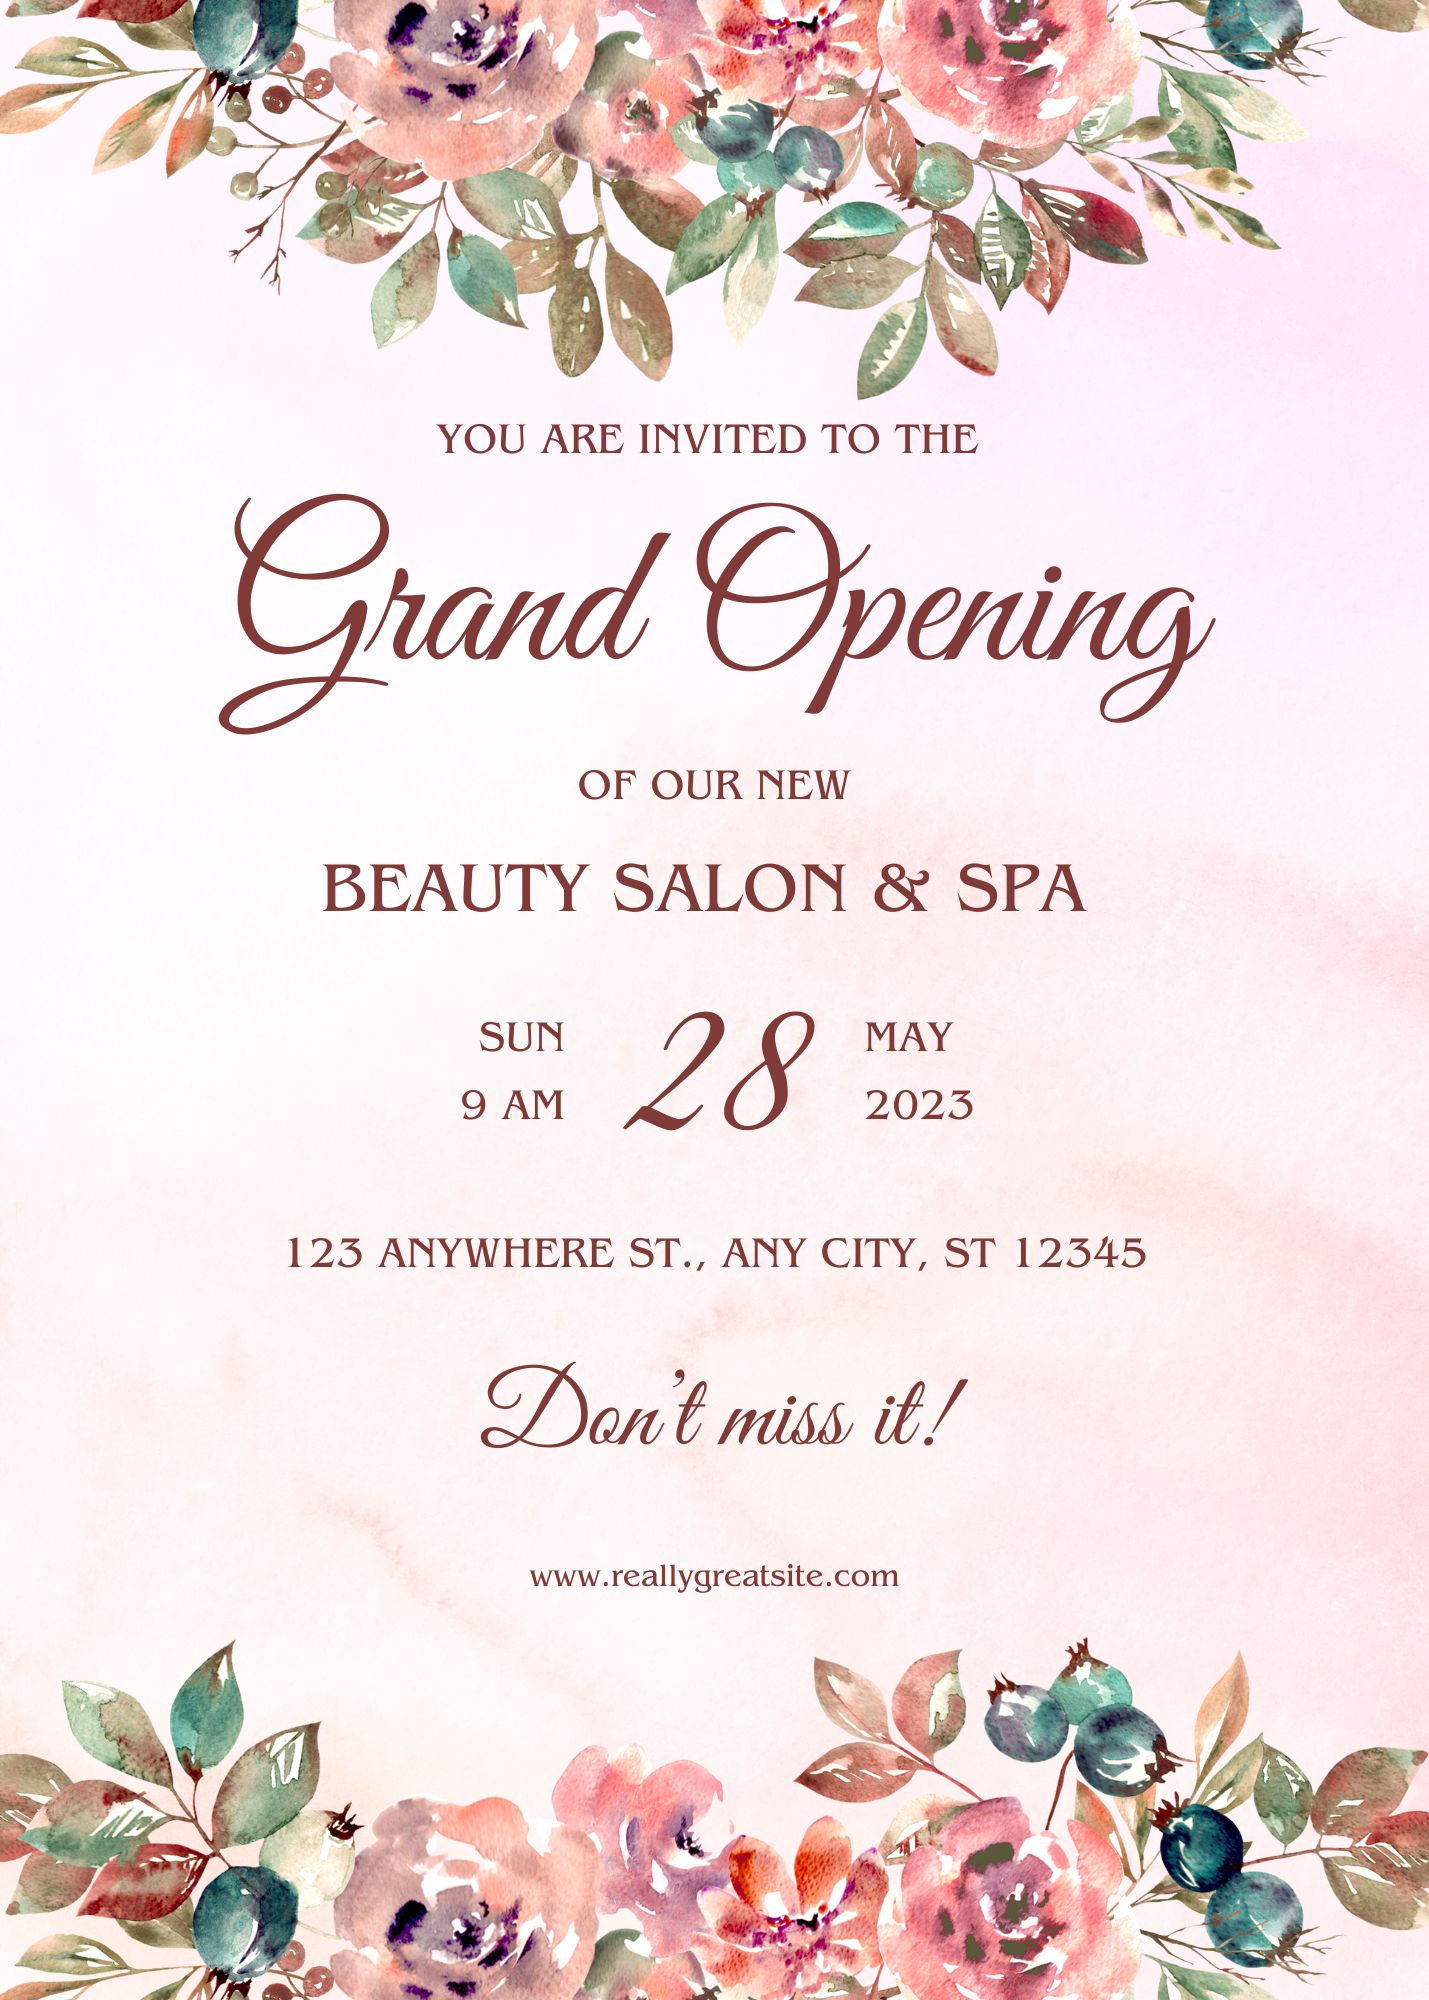 YOU ARE INVITED TO THE
Grand Opening
OF OUR NEW
BEAUTY SALON & SPA
SUN 28 MAY
9 AM 2023
123 ANYWHERE ST., ANY CITY, ST 12345
Don't miss it!
www.reallygreatsite.com